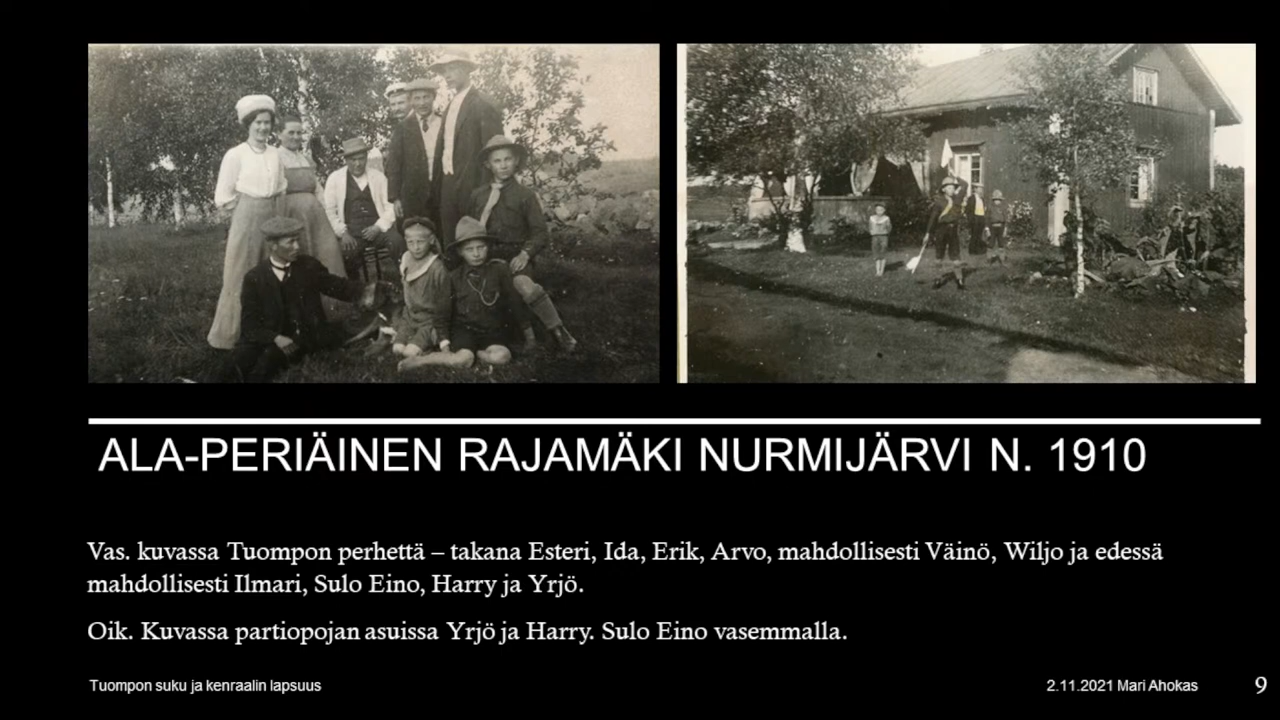 ALA-PERIÄINEN RAJAMÄKI NURMIJÄRVI N. 1910
Vas. kuvassa Tuompon perhettä – takana Esteri, Ida, Erik, Arvo, mahdollisesti Väinö, Wiljo ja edessä
mahdollisesti Ilmari, Sulo Eino, Harry ja Yrjö.
Oik. Kuvassa partiopojan asuissa Yrjö ja Harry. Sulo Eino vasemmalla.
Tuompon suku ja kenraalin lapsuus
2.11.2021 Mari Ahokas
9